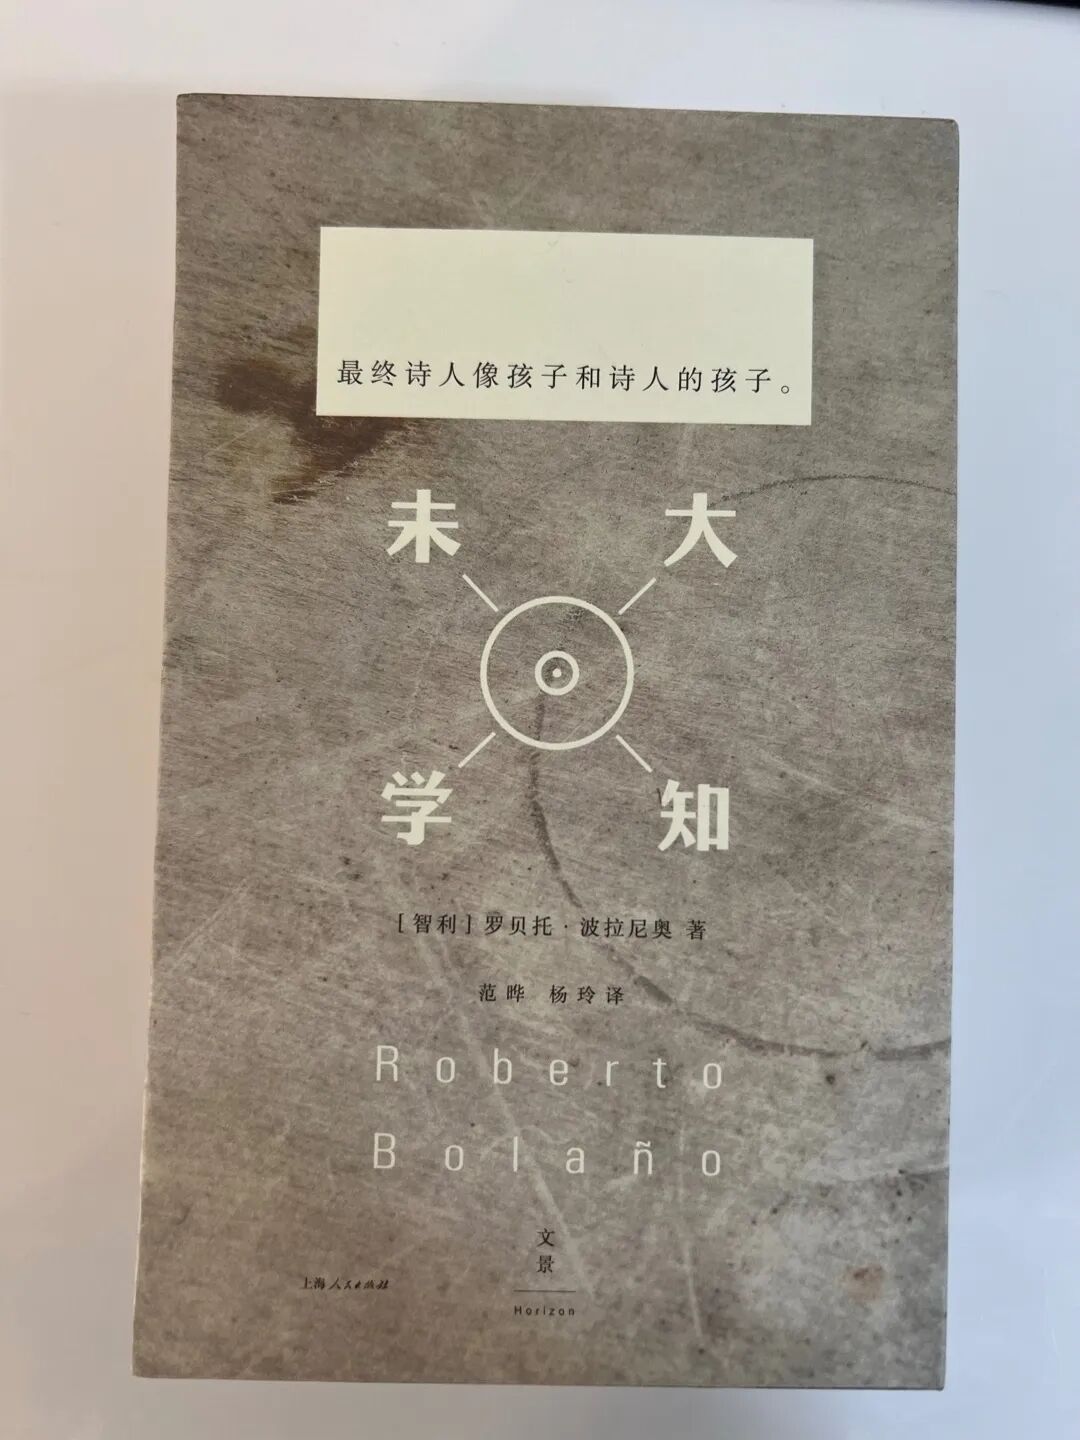 最终诗人像孩子和诗人的孩子。
未 大
学 知
[智利] 罗贝托·波拉尼奥 著
范晔 杨玲 译
Roberto
Bolaño
文
景
上海人民出版社
Horizon